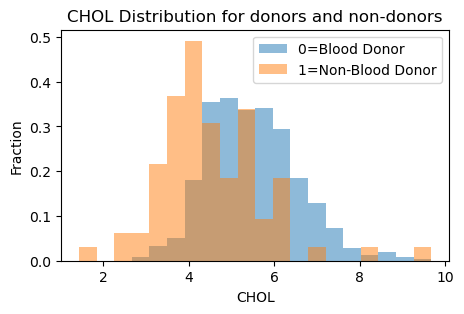 CHOL Distribution for donors and non-donors
0=Blood Donor
1=Non-Blood Donor
Fraction
0.5
0.4
0.3
0.2
0.1
0.0
2
4
6
8
10
CHOL